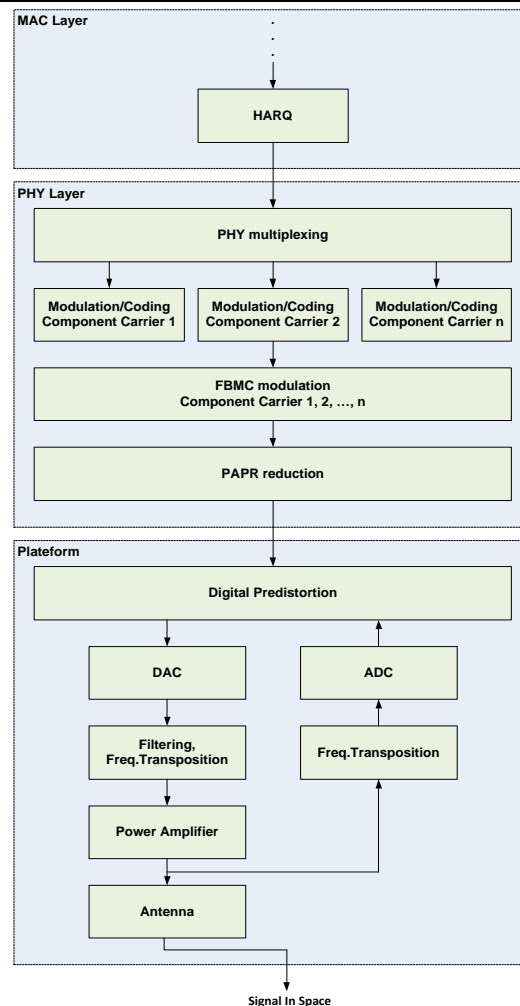 MAC Layer
.
.
.
HARQ
PHY Layer
PHY multiplexing
Modulation/Coding
Component Carrier 1
Modulation/Coding
Component Carrier 2
Modulation/Coding
Component Carrier n
FBMC modulation
Component Carrier 1, 2, ..., n
PAPR reduction
Plateform
Digital Predistortion
DAC
ADC
Filtering,
Freq.Transposition
Freq.Transposition
Power Amplifier
Antenna
Signal In Space